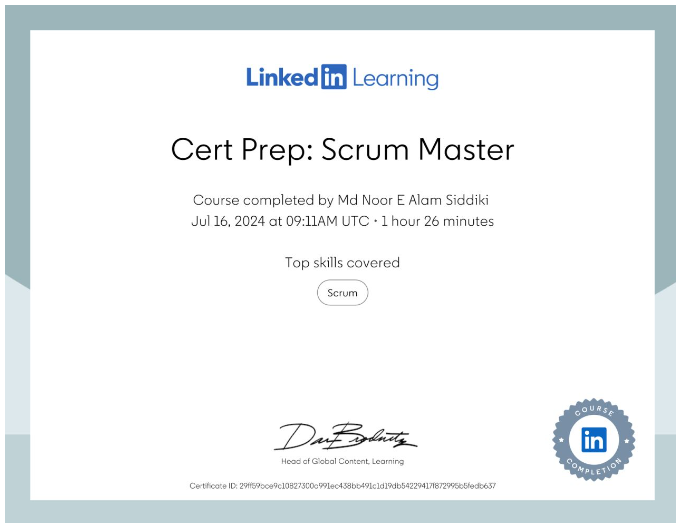 Linked in Learning
Cert Prep: Scrum Master
Course completed by Md Noor E Alam Siddiki
Jul 16, 2024 at 09:11AM UTC • 1 hour 26 minutes
Top skills covered
Scrum
Head of Global Content, Learning
COURSE
in
COMPLETION
Certificate ID: